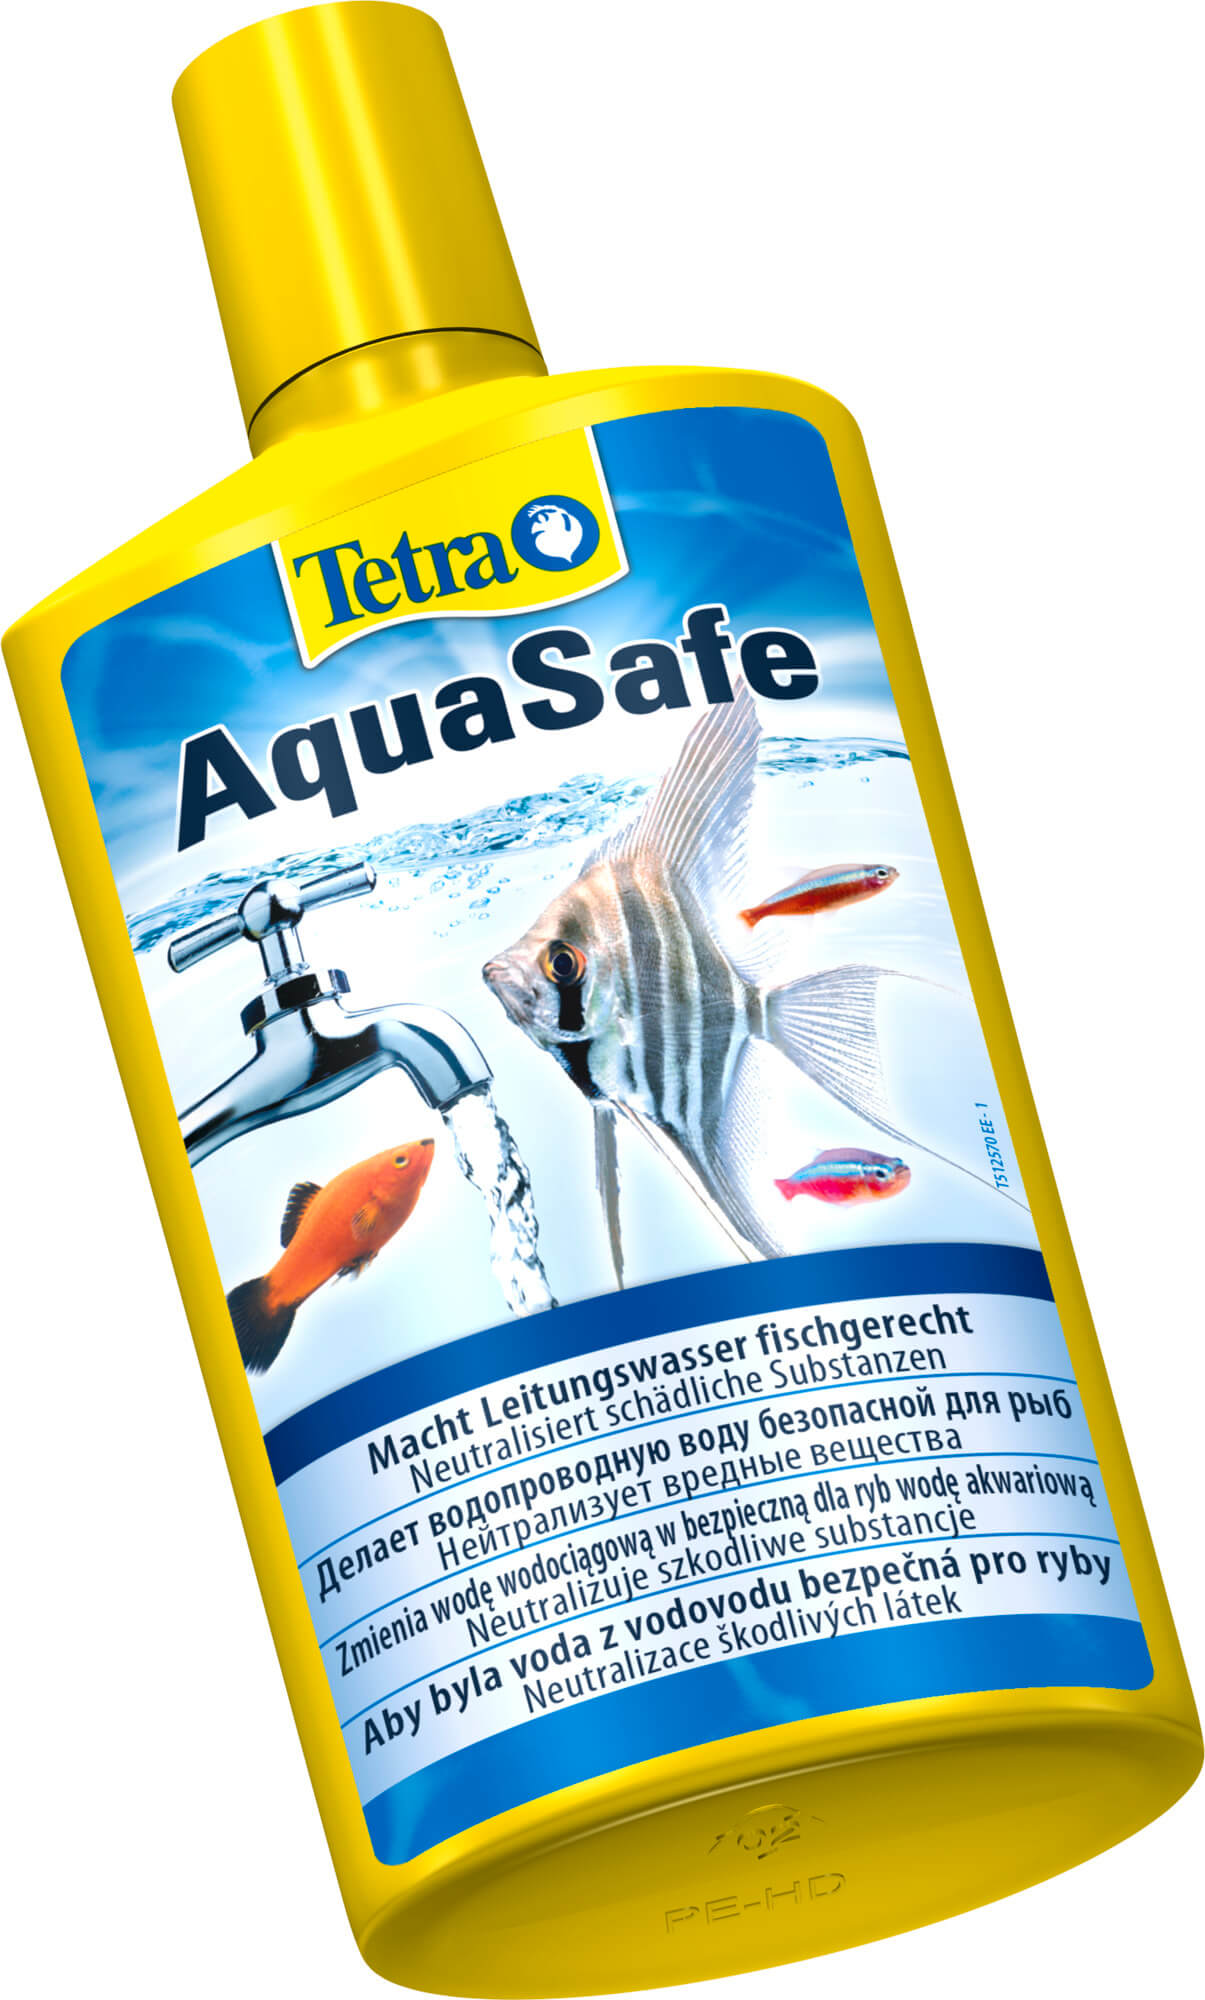 Tetra
AquaSafe
T512570 EE-1
Macht Leitungswasser fischgerecht
Neutralisiert schädliche Substanzen
Делает водопроводную воду безопасной для рыб
Нейтрализует вредные вещества
Zmienia wodę wodociągową w bezpieczną dla ryb wodę akwariową
Neutralizuje szkodliwe substancje
Aby byla voda z vodovodu bezpečná pro ryby
Neutralizace škodlivých látek
02
PE-HD